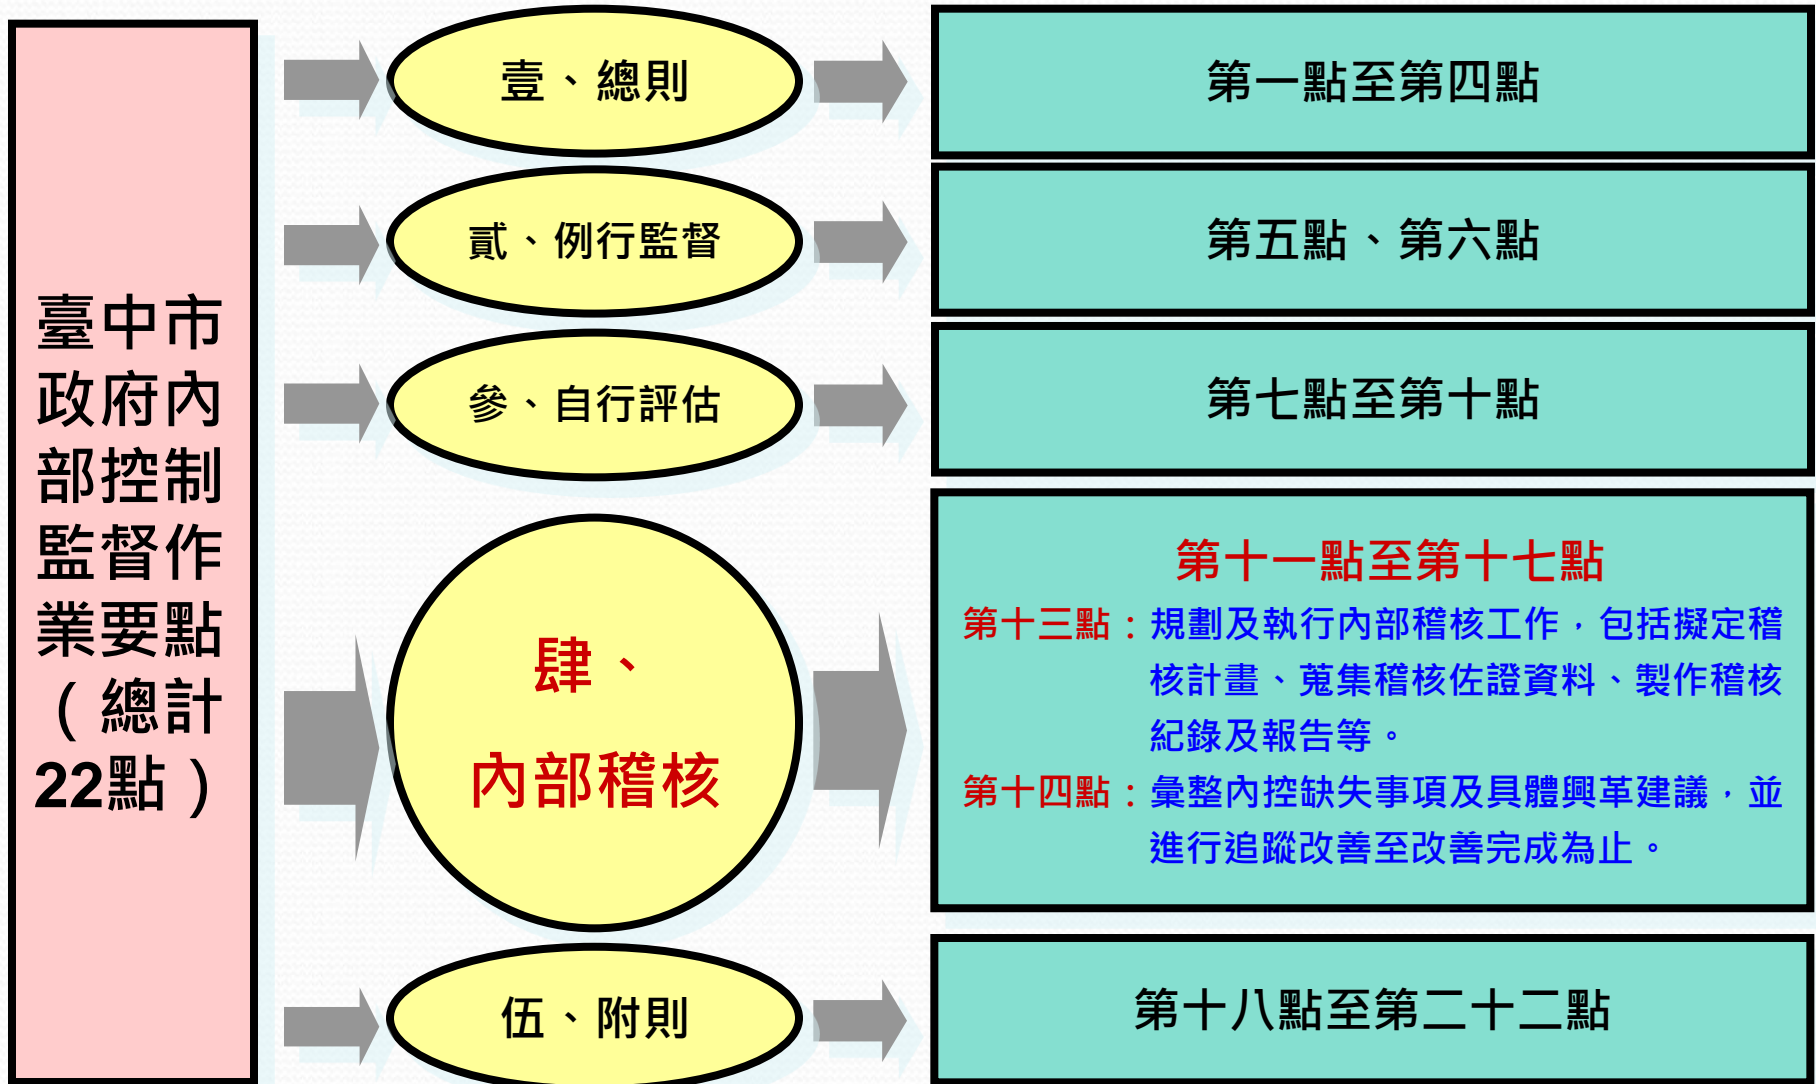 臺中市
政府內
部控制
監督作
業要點
（總計
22點）
壹、總則
第一點至第四點
貳、例行監督
第五點、第六點
參、自行評估
第七點至第十點
肆、
內部稽核
第十一點至第十七點
第十三點：規劃及執行內部稽核工作，包括擬定稽
核計畫、蒐集稽核佐證資料、製作稽核
紀錄及報告等。
第十四點：彙整內控缺失事項及具體興革建議，並
進行追蹤改善至改善完成為止。
伍、附則
第十八點至第二十二點